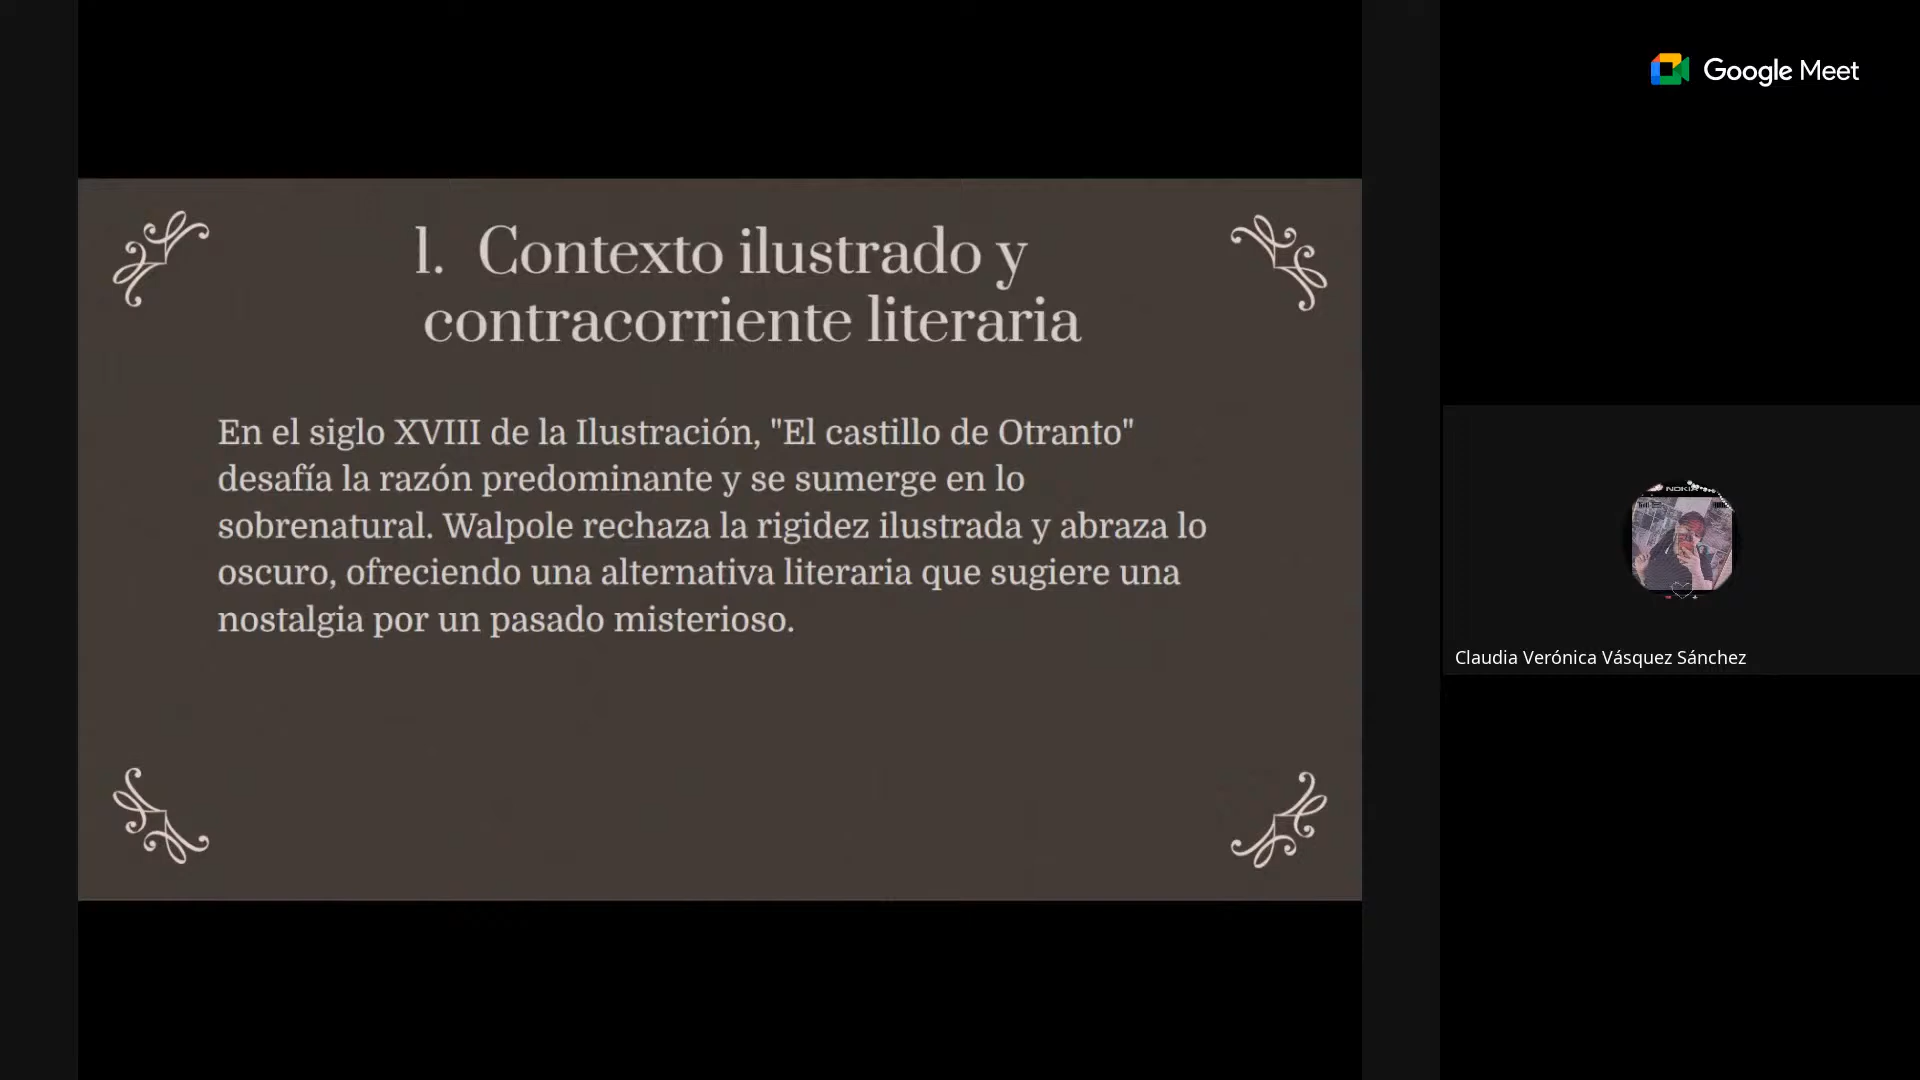 Google Meet
1. Contexto ilustrado y
contracorriente literaria
En el siglo XVIII de la Ilustración, "El castillo de Otranto"
desafía la razón predominante y se sumerge en lo
sobrenatural. Walpole rechaza la rigidez ilustrada y abraza lo
oscuro, ofreciendo una alternativa literaria que sugiere una
nostalgia por un pasado misterioso.
NOKIA
Claudia Verónica Vásquez Sánchez